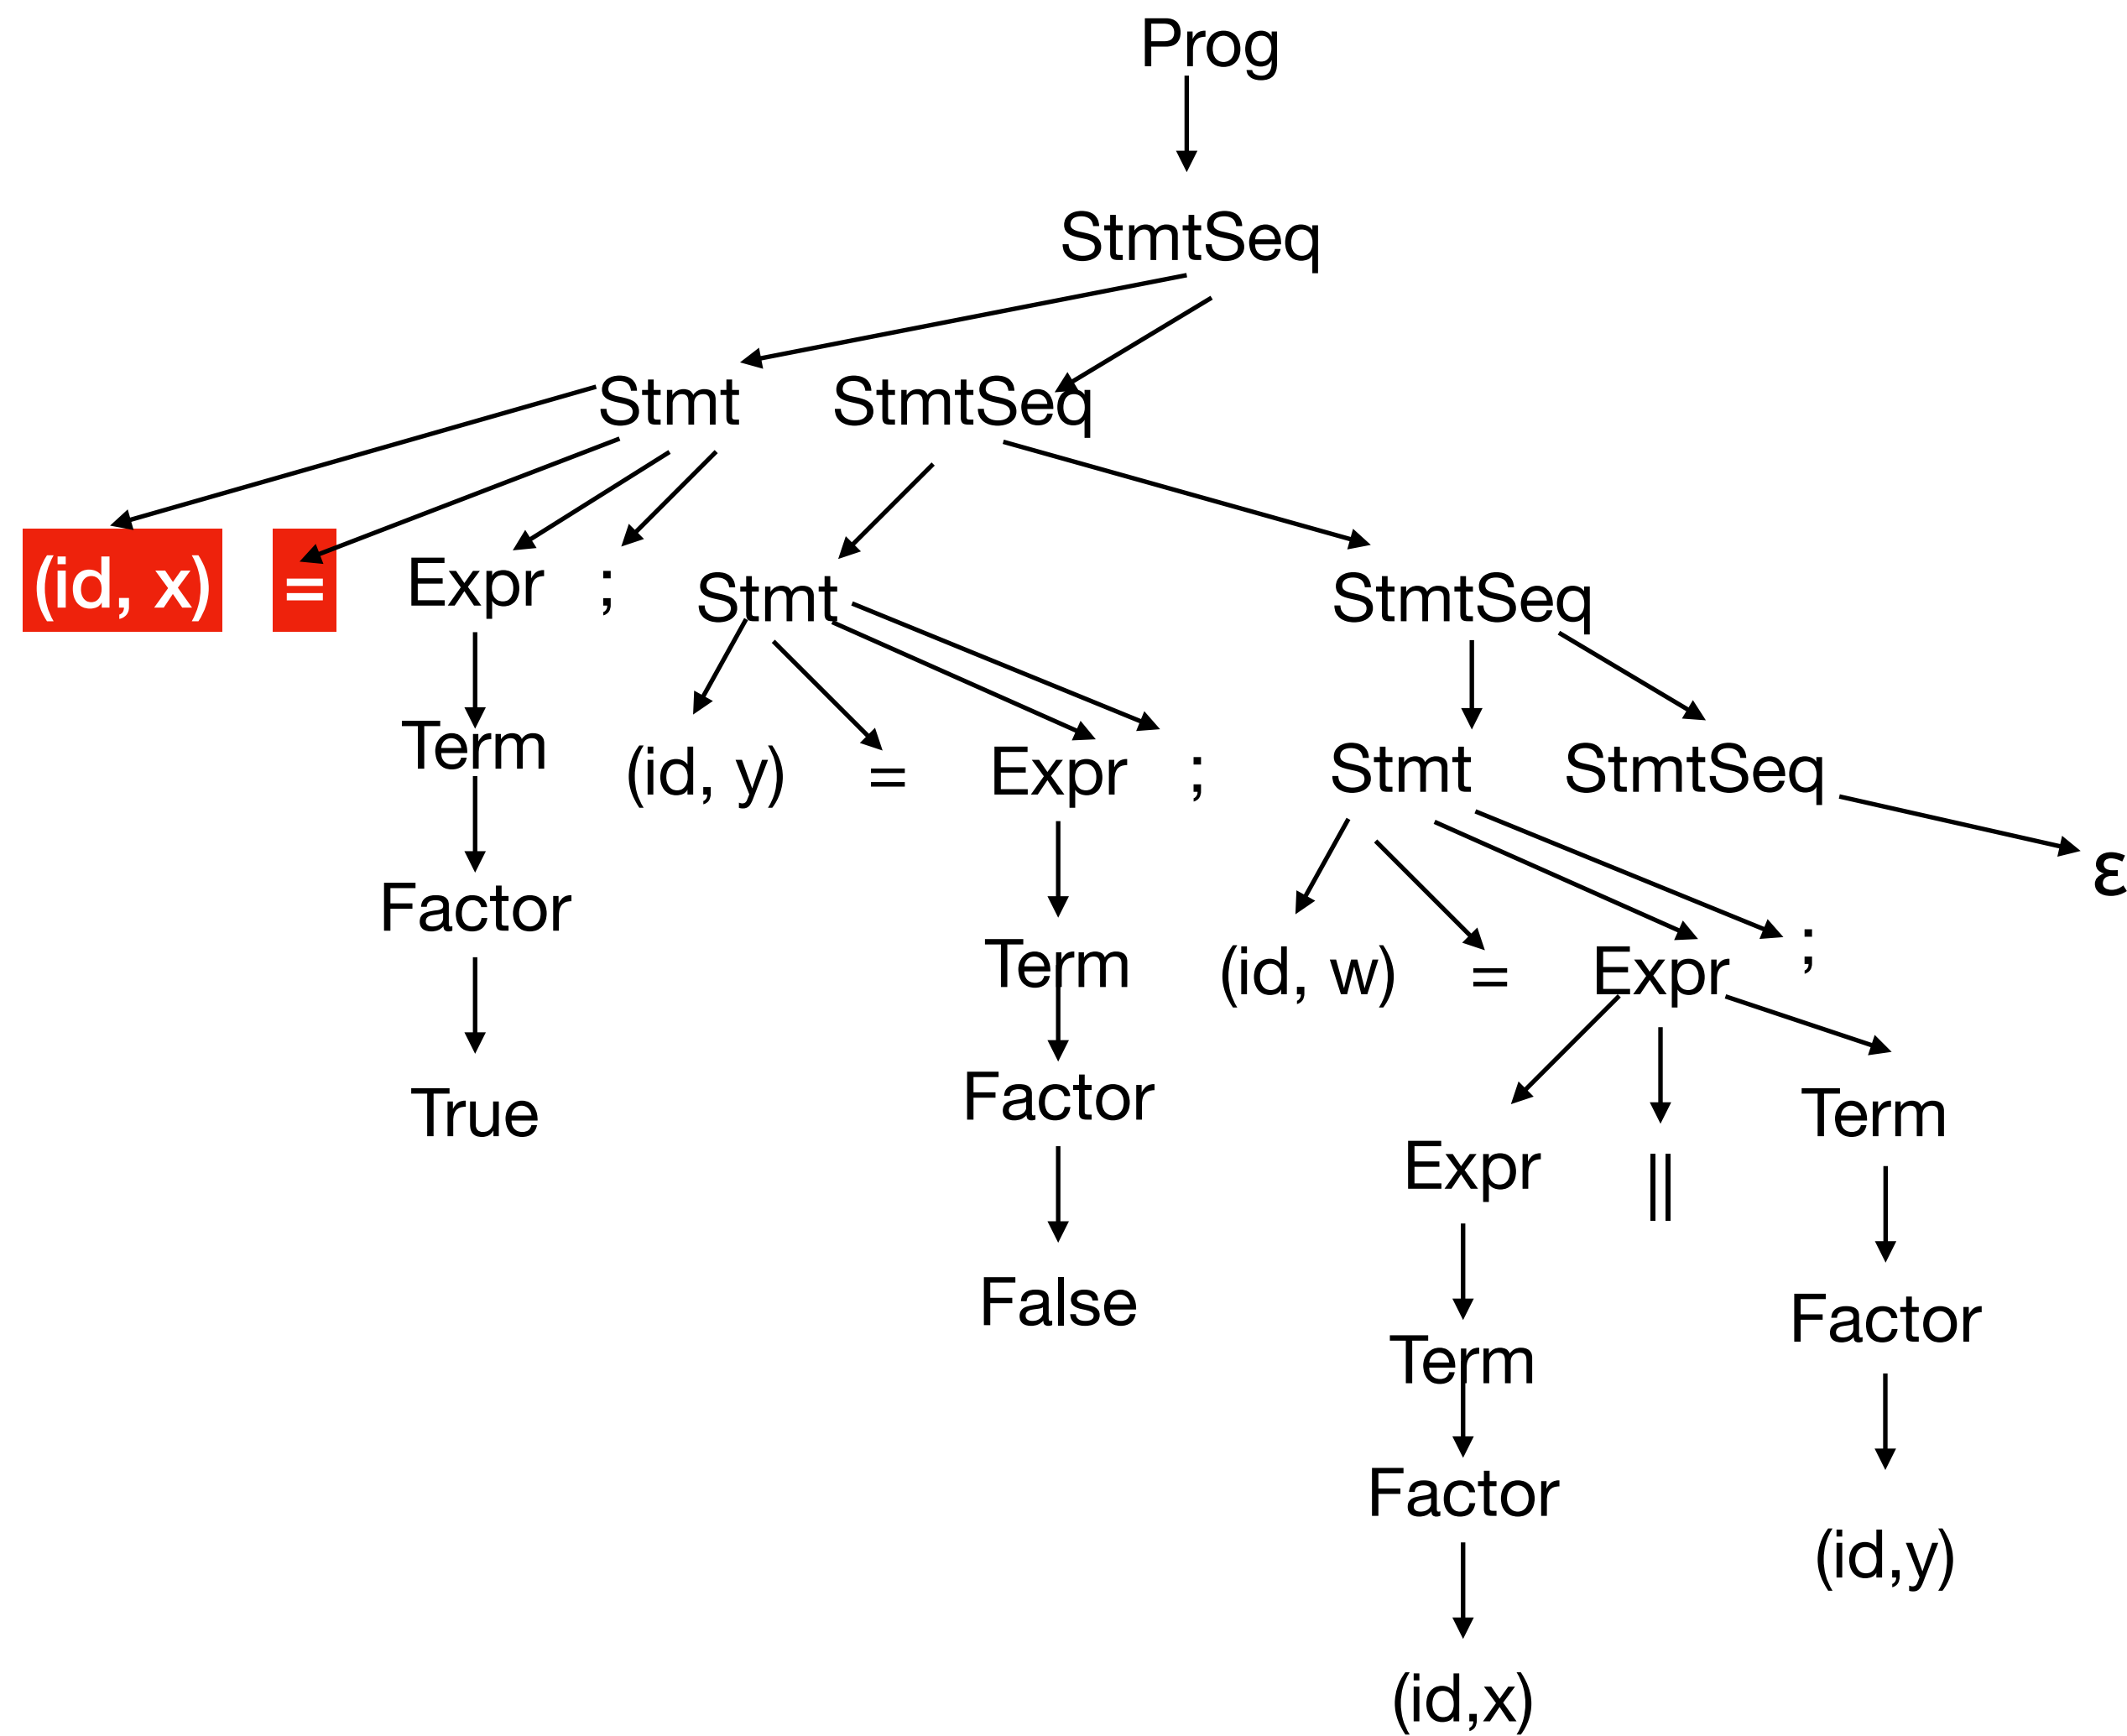 Prog
StmtSeq
Stmt StmtSeq
(id, x) = Expr ; Stmt StmtSeq
Term (id, y) = Expr ; Stmt StmtSeq
ε
Factor Term (id, w) = Expr ;
True Factor Expr || Term
False Term Factor
Factor (id,y)
(id,x)